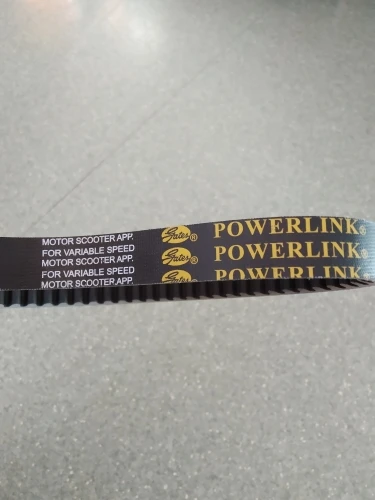 MOTOR SCOOTER APP. Gates® POWERLINK®
FOR VARIABLE SPEED
MOTOR SCOOTER APP. Gates® POWERLINK®
FOR VARIABLE SPEED
MOTOR SCOOTER APP. Gates® POWERLINK